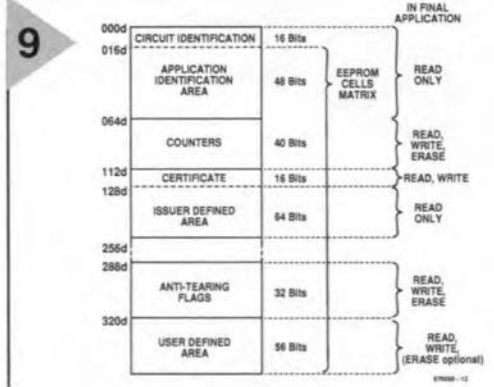 9
IN FINAL
APPLICATION
000d
CIRCUIT IDENTIFICATION 16 Bits
016d
APPLICATION
IDENTIFICATION
AREA
48 Bits
EEPROM
CELLS
MATRIX
READ
ONLY
064d
COUNTERS
40 Bits
READ,
WRITE,
ERASE
112d
CERTIFICATE 16 Bits READ, WRITE
128d
ISSUER DEFINED
AREA
64 Bits
READ
ONLY
256d
288d
ANTI-TEARING
FLAGS
32 Bits
READ,
WRITE,
ERASE
320d
USER DEFINED
AREA
56 Bits
READ,
WRITE,
(ERASE optional)